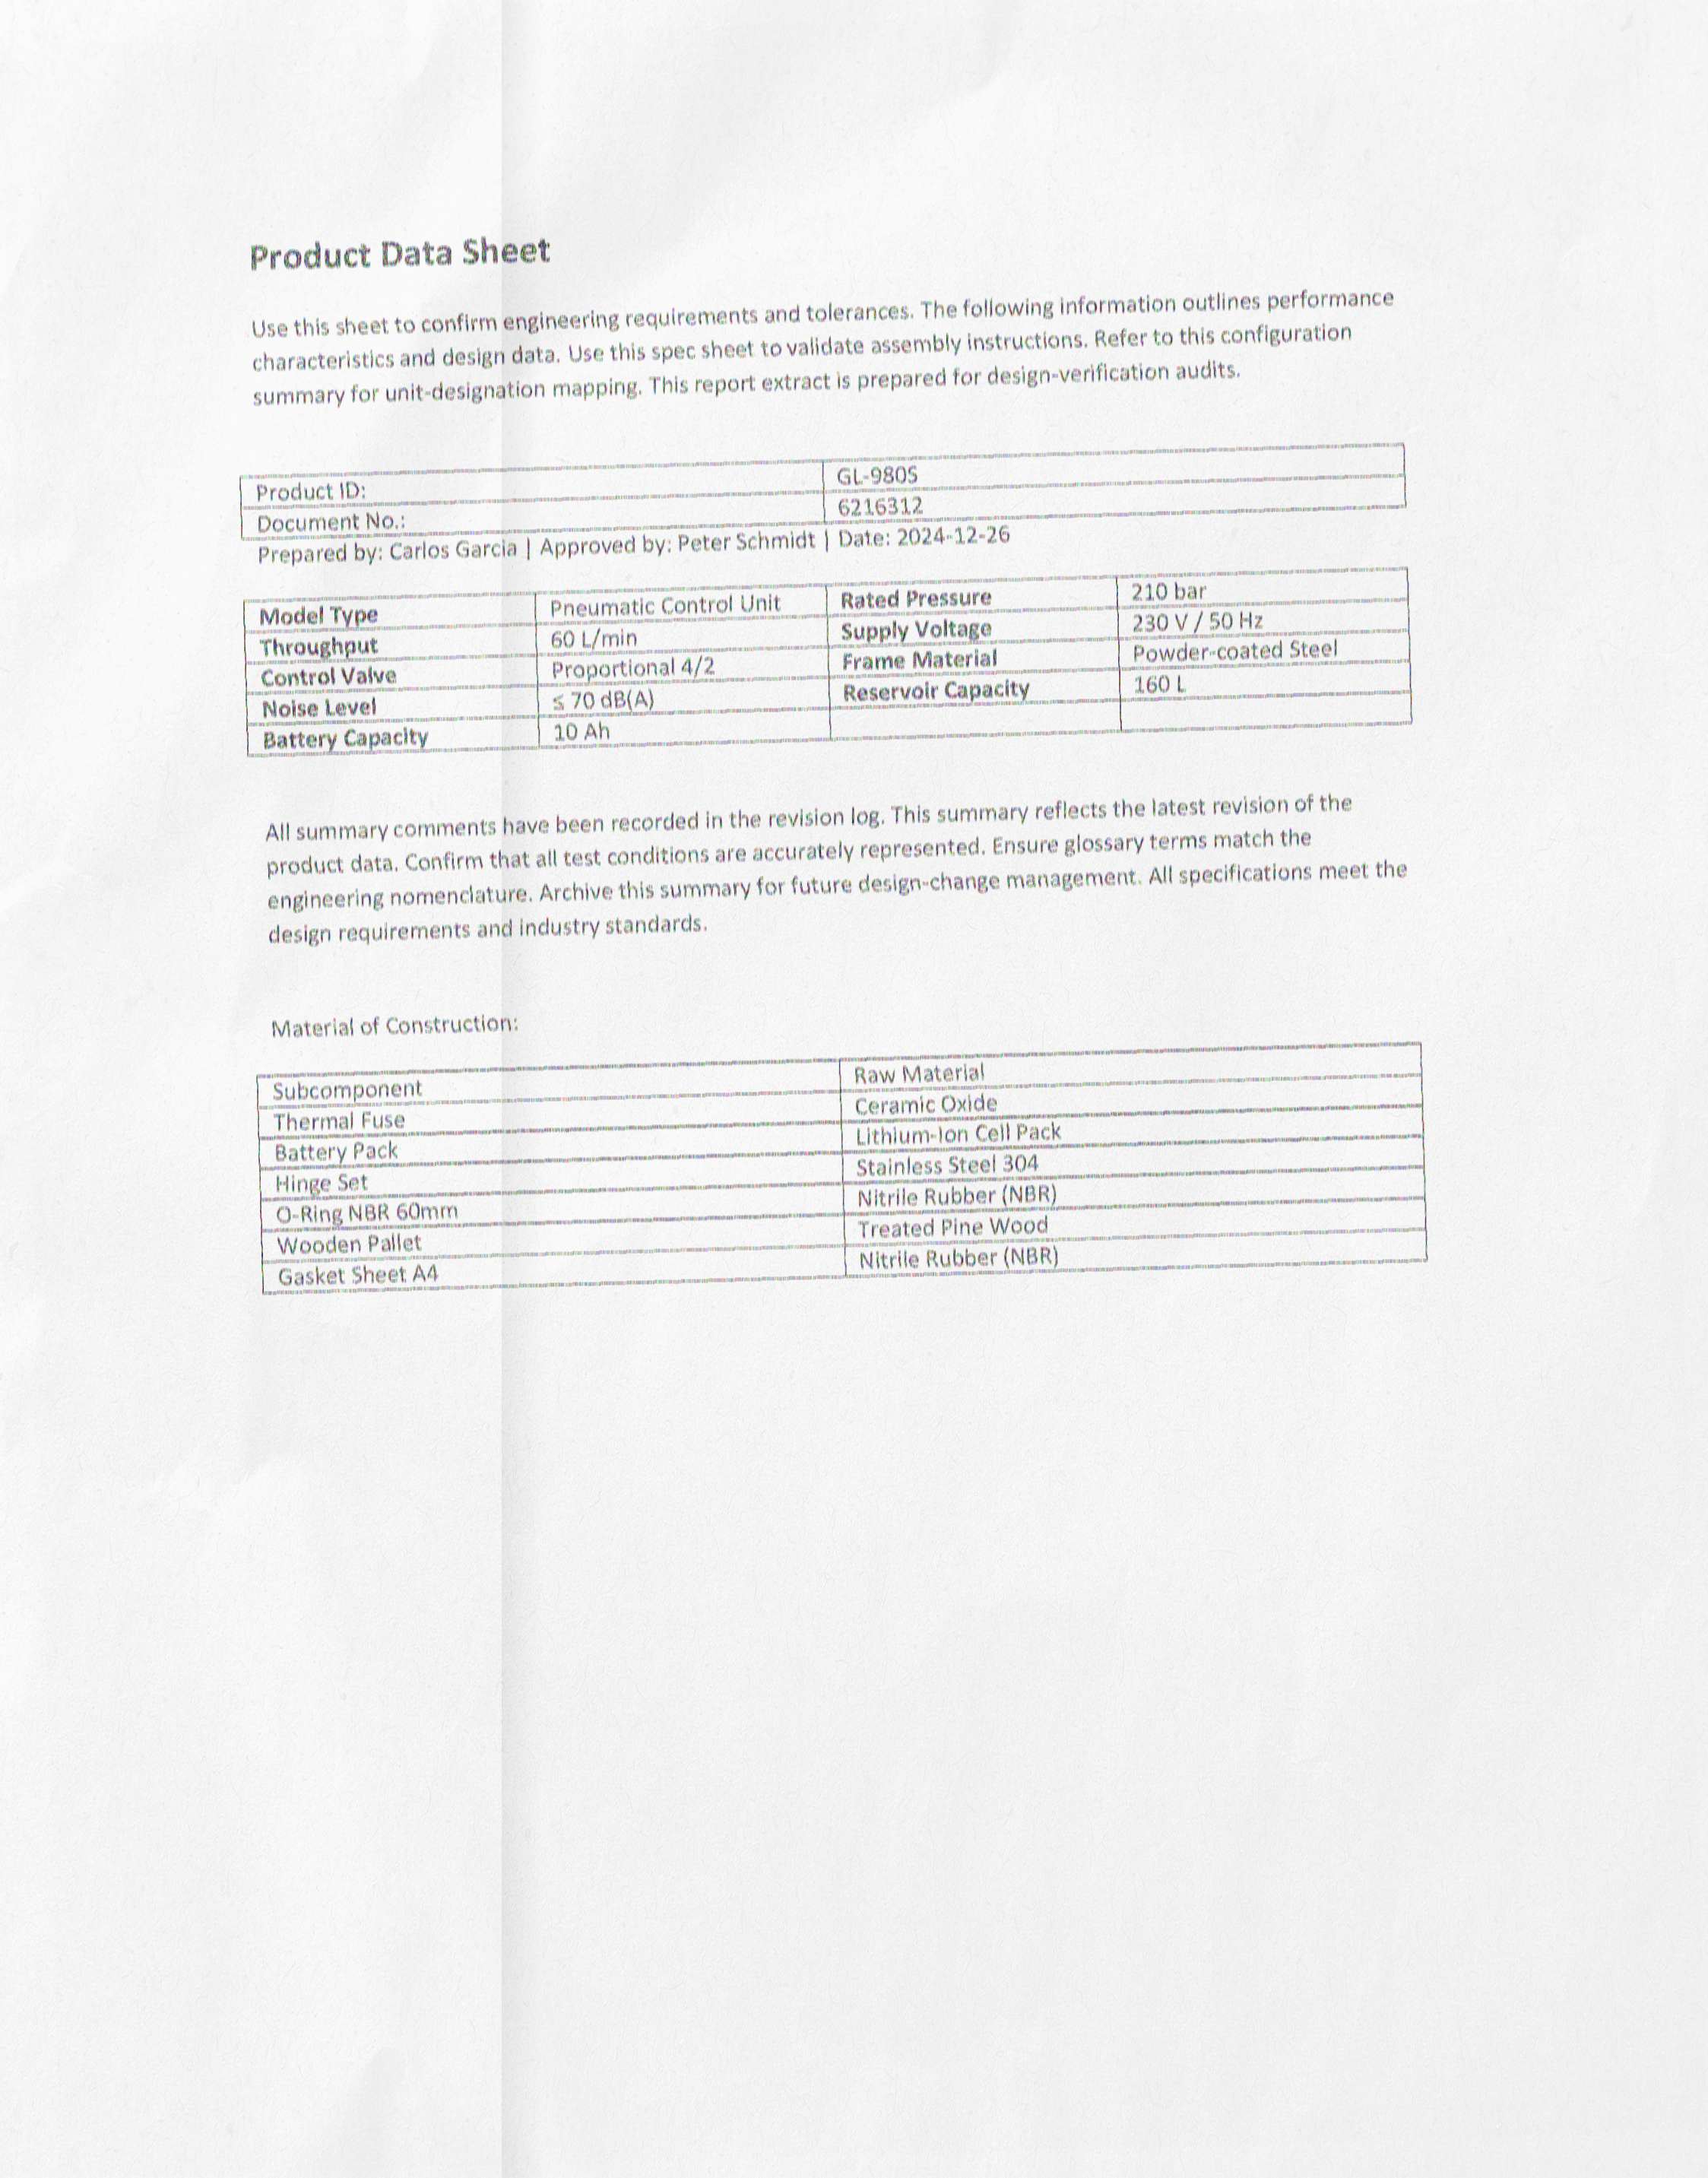 Product Data Sheet
Use this sheet to confirm engineering requirements and tolerances. The following information outlines performance
characteristics and design data. Use this spec sheet to validate assembly instructions. Refer to this configuration
summary for unit-designation mapping. This report extract is prepared for design-verification audits.
Product ID: GL-980S
Document No.: 6216312
Prepared by: Carlos Garcia | Approved by: Peter Schmidt | Date: 2024-12-26
Model Type Pneumatic Control Unit Rated Pressure 210 bar
Throughput 60 L/min Supply Voltage 230 V / 50 Hz
Control Valve Proportional 4/2 Frame Material Powder-coated Steel
Noise Level ≤ 70 dB(A) Reservoir Capacity 160 L
Battery Capacity 10 Ah
All summary comments have been recorded in the revision log. This summary reflects the latest revision of the
product data. Confirm that all test conditions are accurately represented. Ensure glossary terms match the
engineering nomenclature. Archive this summary for future design-change management. All specifications meet the
design requirements and industry standards.
Material of Construction:
Subcomponent Raw Material
Thermal Fuse Ceramic Oxide
Battery Pack Lithium-Ion Cell Pack
Hinge Set Stainless Steel 304
O-Ring NBR 60mm Nitrile Rubber (NBR)
Wooden Pallet Treated Pine Wood
Gasket Sheet A4 Nitrile Rubber (NBR)